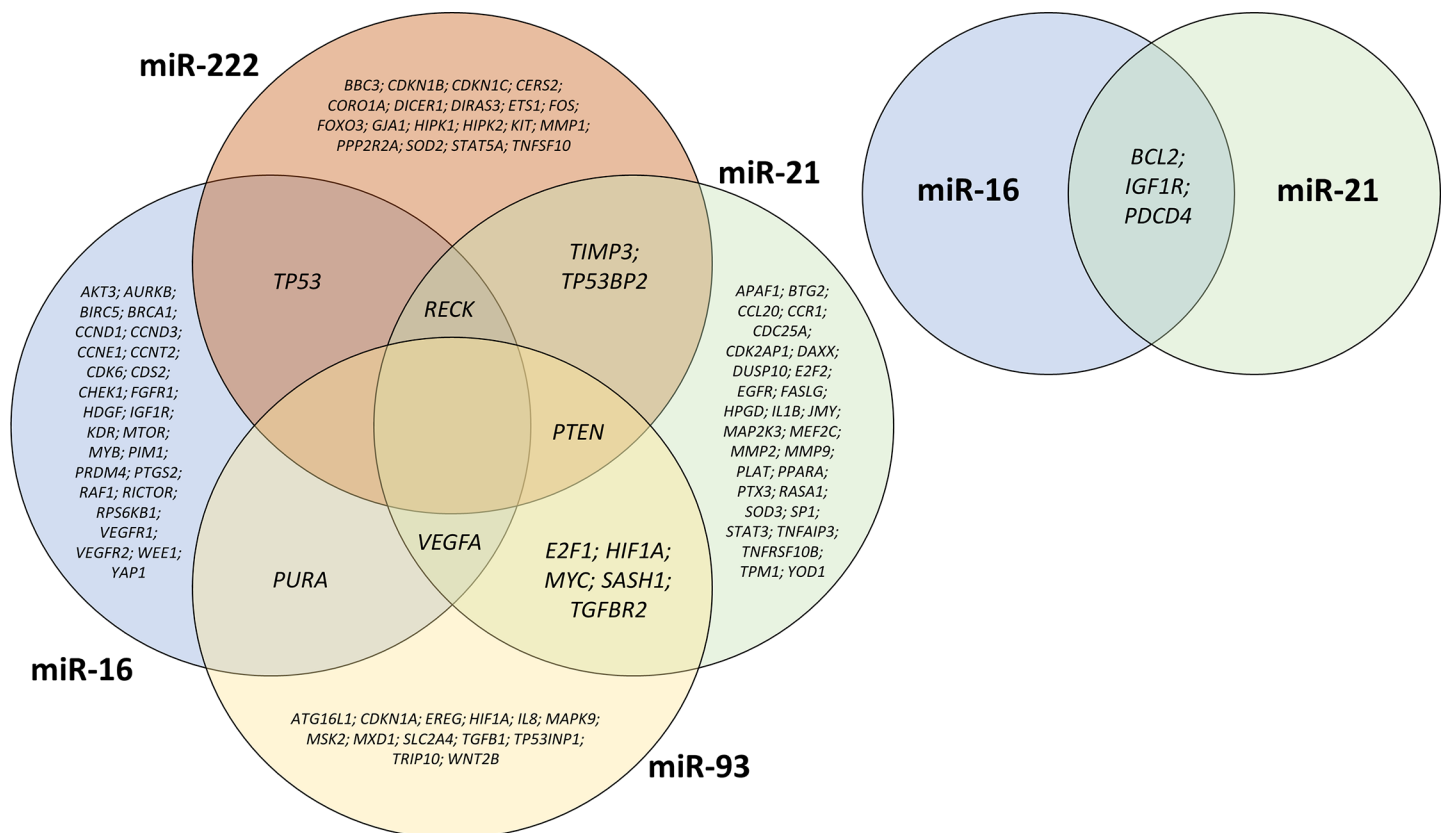 miR-222
BBC3; CDKN1B; CDKN1C; CERS2;
CORO1A; DICER1; DIRAS3; ETS1; FOS;
FOXO3; GJA1; HIPK1; HIPK2; KIT; MMP1;
PPP2R2A; SOD2; STAT5A; TNFSF10
miR-21
TP53
RECK
TIMP3;
TP53BP2
AKT3; AURKB;
BIRC5; BRCA1;
CCND1; CCND3;
CCNE1; CCNT2;
CDK6; CDS2;
CHEK1; FGFR1;
HDGF; IGF1R;
KDR; MTOR;
MYB; PIM1;
PRDM4; PTGS2;
RAF1; RICTOR;
RPS6KB1;
VEGFR1;
VEGFR2; WEE1;
YAP1
APAF1; BTG2;
CCL20; CCR1;
CDC25A;
CDK2AP1; DAXX;
DUSP10; E2F2;
EGFR; FASLG;
HPGD; IL1B; JMY;
MAP2K3; MEF2C;
MMP2; MMP9;
PLAT; PPARA;
PTX3; RASA1;
SOD3; SP1;
STAT3; TNFAIP3;
TNFRSF10B;
TPM1; YOD1
PTEN
VEGFA
PURA
E2F1; HIF1A;
MYC; SASH1;
TGFBR2
miR-16
ATG16L1; CDKN1A; EREG; HIF1A; IL8; MAPK9;
MSK2; MXD1; SLC2A4; TGFB1; TP53INP1;
TRIP10; WNT2B
miR-93
miR-16
BCL2;
IGF1R;
PDCD4
miR-21